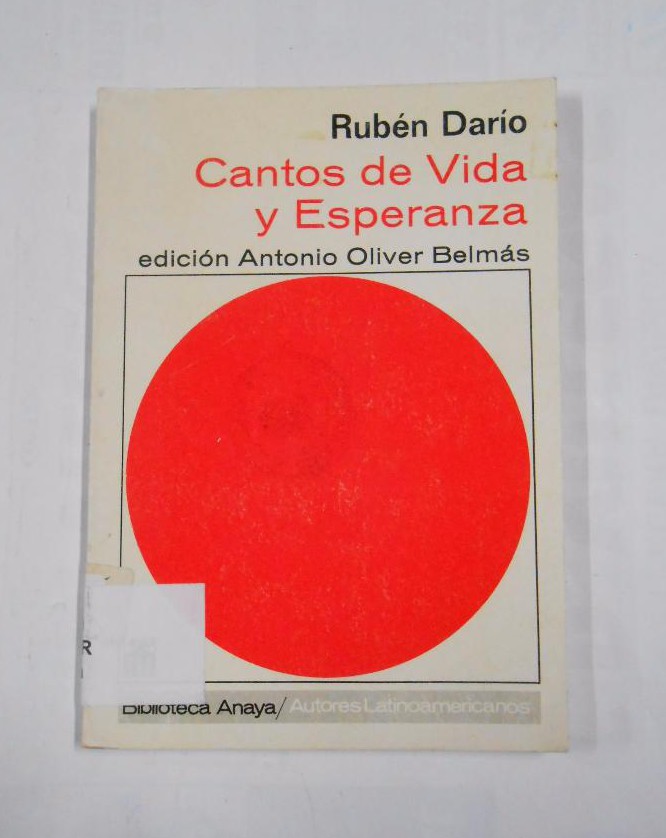 Rubén Darío
Cantos de Vida
y Esperanza
edición Antonio Oliver Belmás
R
Biblioteca Anaya/Autores Latinoamericanos